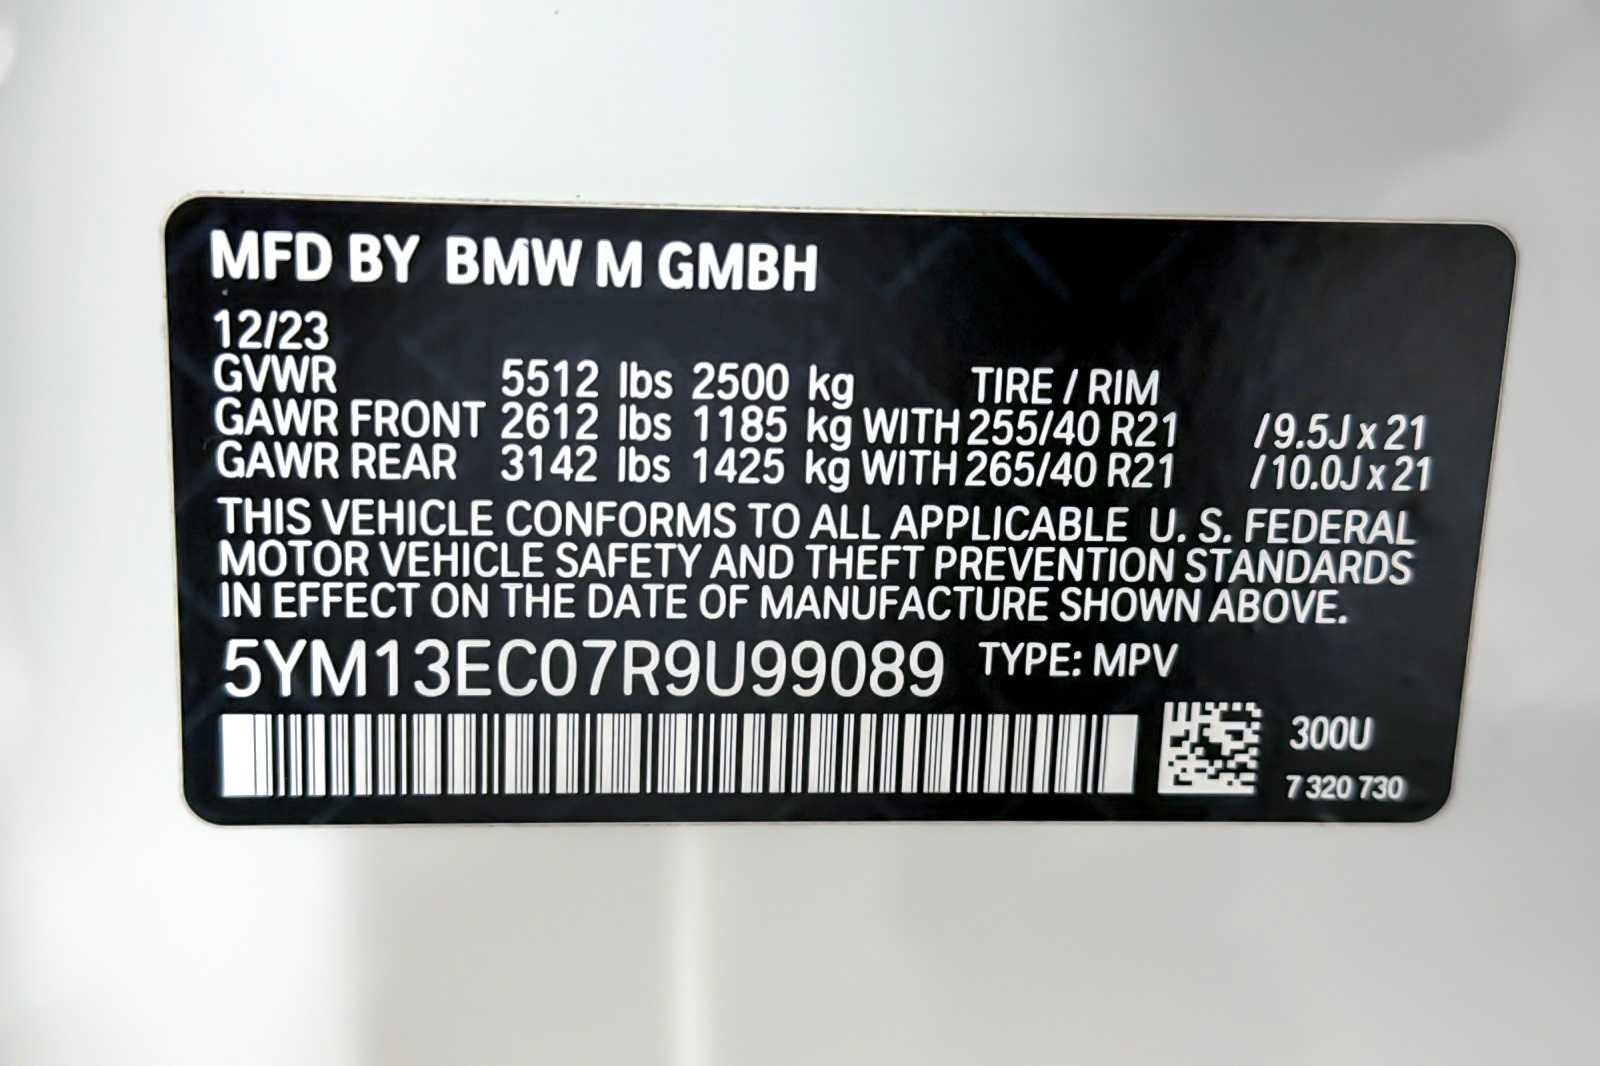 MFD BY BMW M GMBH
12/23
GVWR 5512 lbs 2500 kg TIRE / RIM
GAWR FRONT 2612 lbs 1185 kg WITH 255/40 R21 /9.5J x 21
GAWR REAR 3142 lbs 1425 kg WITH 265/40 R21 /10.0J x 21
THIS VEHICLE CONFORMS TO ALL APPLICABLE U. S. FEDERAL
MOTOR VEHICLE SAFETY AND THEFT PREVENTION STANDARDS
IN EFFECT ON THE DATE OF MANUFACTURE SHOWN ABOVE.
5YM13EC07R9U99089 TYPE: MPV
300U
7 320 730